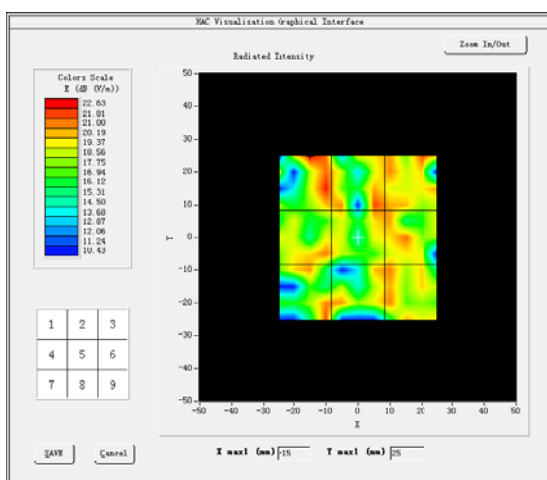 HAC Visualisation Graphical Interface
Zoom In/Out
Radiated Intensity
Colors Scale
E (dB (V/m))
22.63
21.81
21.00
20.19
19.37
18.56
17.75
16.94
16.12
15.31
14.50
13.68
12.87
12.06
11.24
10.43
50
40
30
20
10
0
-10
-20
-30
-40
-50
Y
-50 -40 -30 -20 -10 0 10 20 30 40 50
X
1 2 3
4 5 6
7 8 9
SAVE Cancel
X max1 (mm) -15 Y max1 (mm) 25